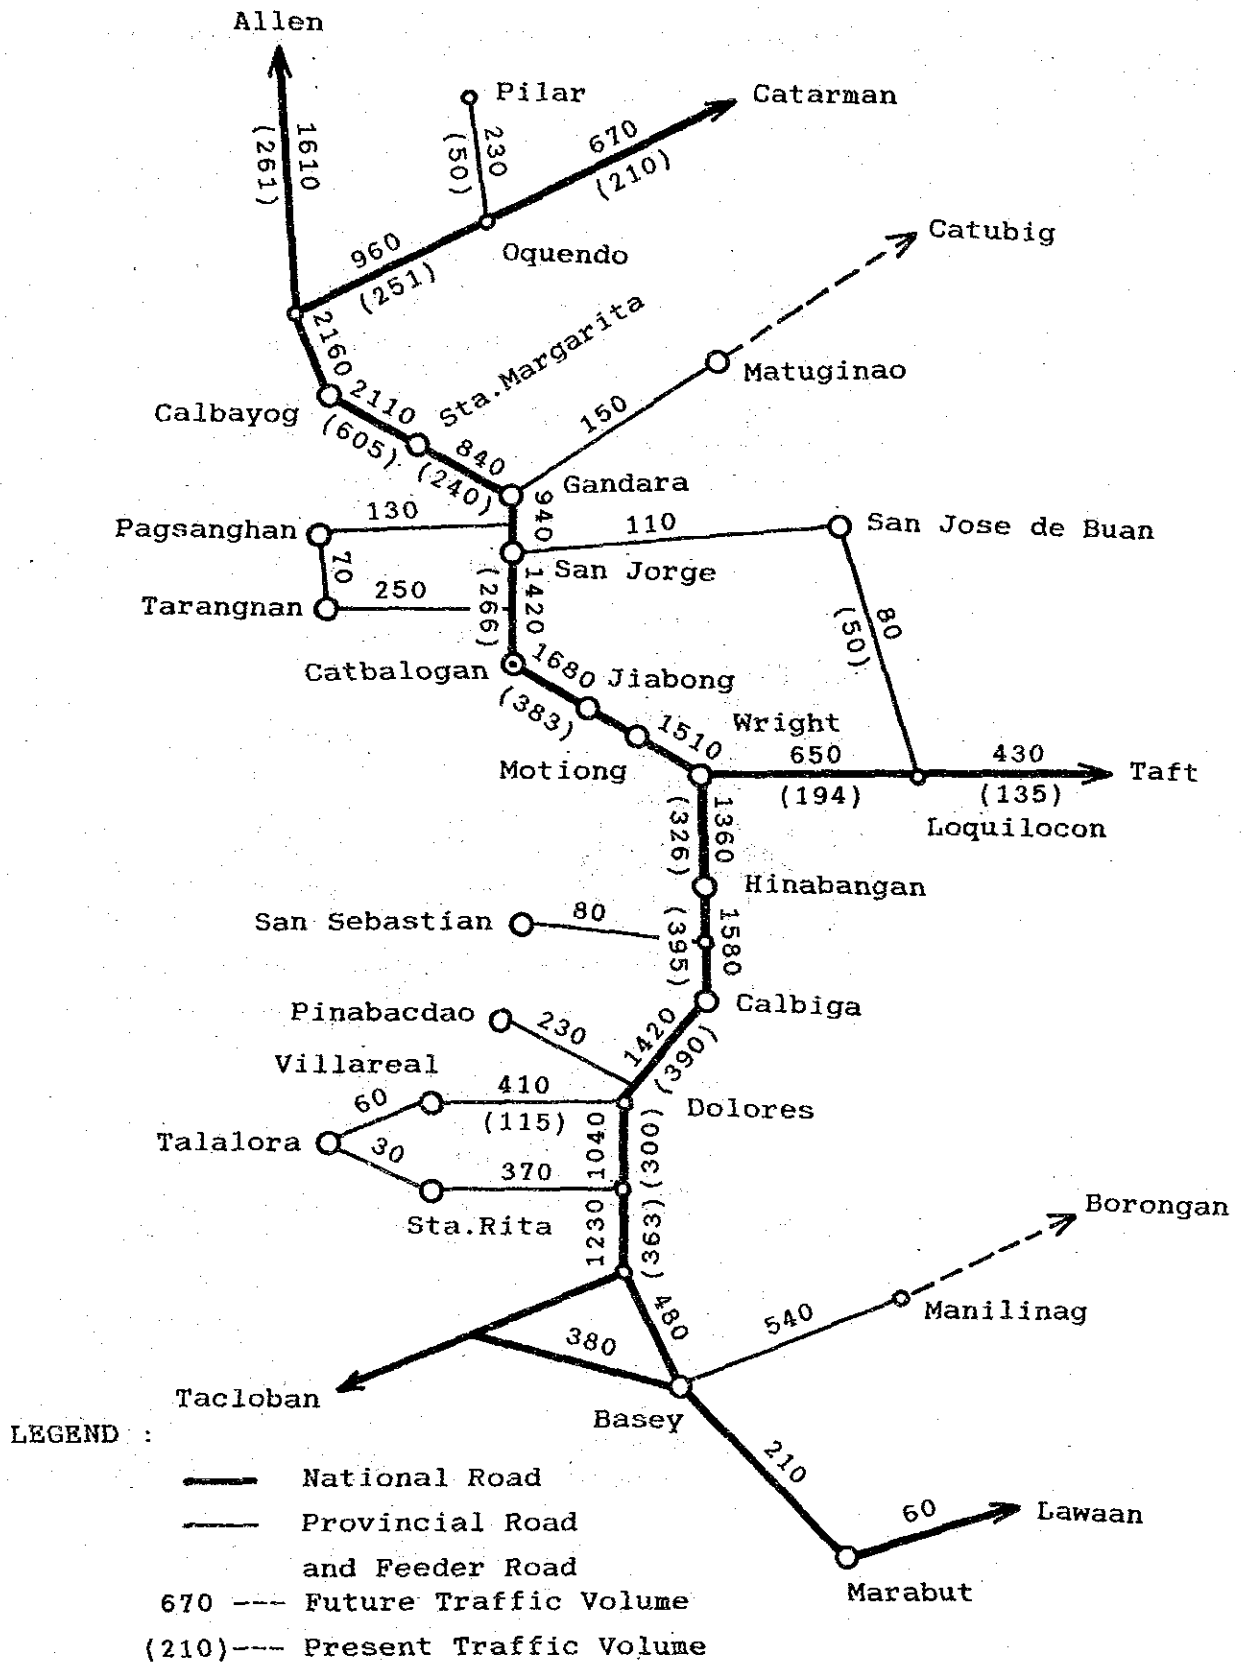 Allen
Pilar
Catarman
1610
(261)
230
(50)
670
(210)
Catubig
960
(251)
Oquendo
2160
Sta.Margarita
Matuginao
Calbayog
2110
(605)
840
(240)
150
Gandara
Pagsanghan
130
940
110
San Jose de Buan
70
San Jorge
Tarangnan
250
(266)
1420
80
(50)
Catbalogan
1680
(383)
Jiabong
Wright
Motiong
1510
650
(194)
430
(135)
Taft
Loquilocon
(326)
1360
Hinabangan
San Sebastian
80
(395)
1580
Calbiga
Pinabacdao
230
1420
(390)
Villareal
60
410
(115)
Dolores
Talalora
30
1040
(300)
370
Sta.Rita
1230
(363)
Borongan
480
540
Manilinag
380
Tacloban
Basey
210
60
Lawaan
Marabut
LEGEND :
National Road
Provincial Road
and Feeder Road
670 --- Future Traffic Volume
(210)--- Present Traffic Volume